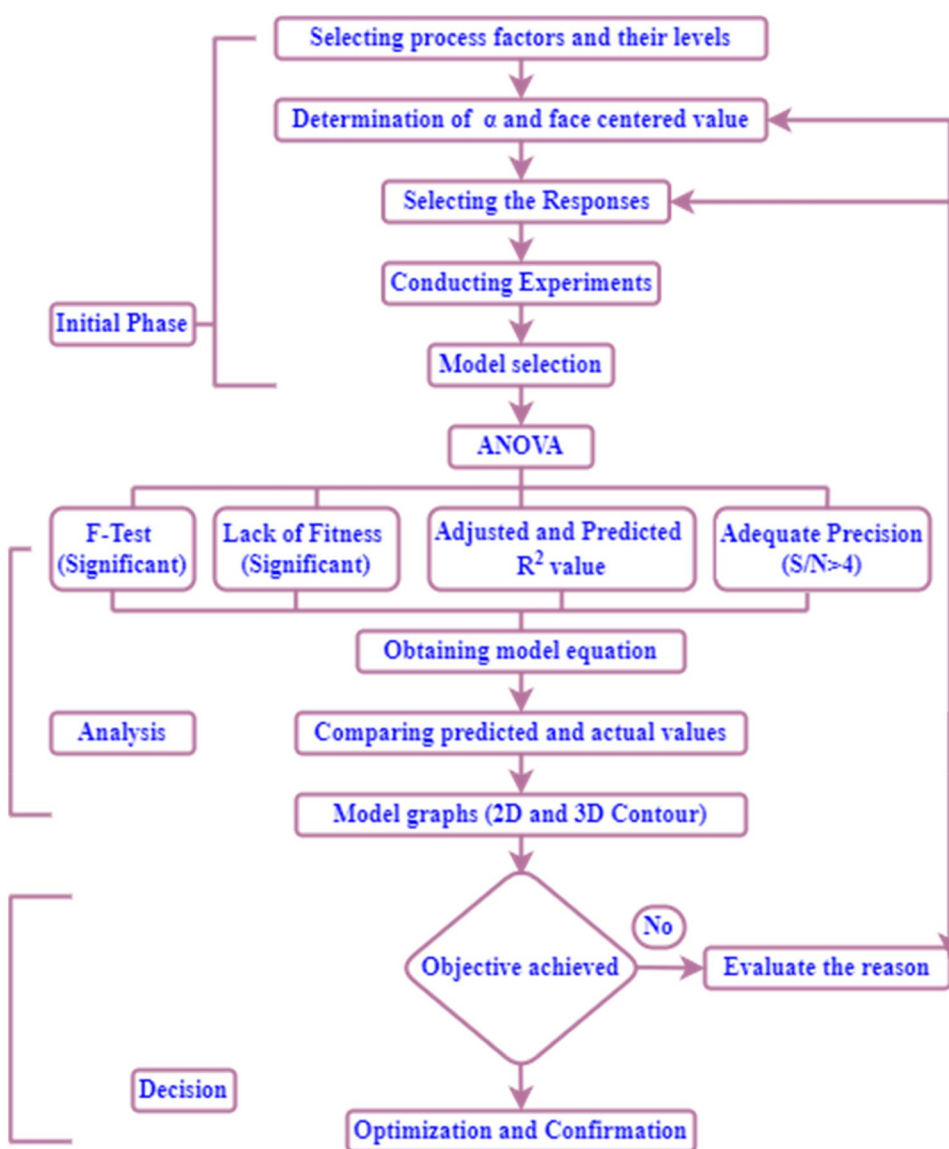 Selecting process factors and their levels
Determination of α and face centered value
Selecting the Responses
Conducting Experiments
Initial Phase
Model selection
ANOVA
F-Test
(Significant)
Lack of Fitness
(Significant)
Adjusted and Predicted
R² value
Adequate Precision
(S/N>4)
Obtaining model equation
Analysis
Comparing predicted and actual values
Model graphs (2D and 3D Contour)
No
Objective achieved
Evaluate the reason
Decision
Optimization and Confirmation